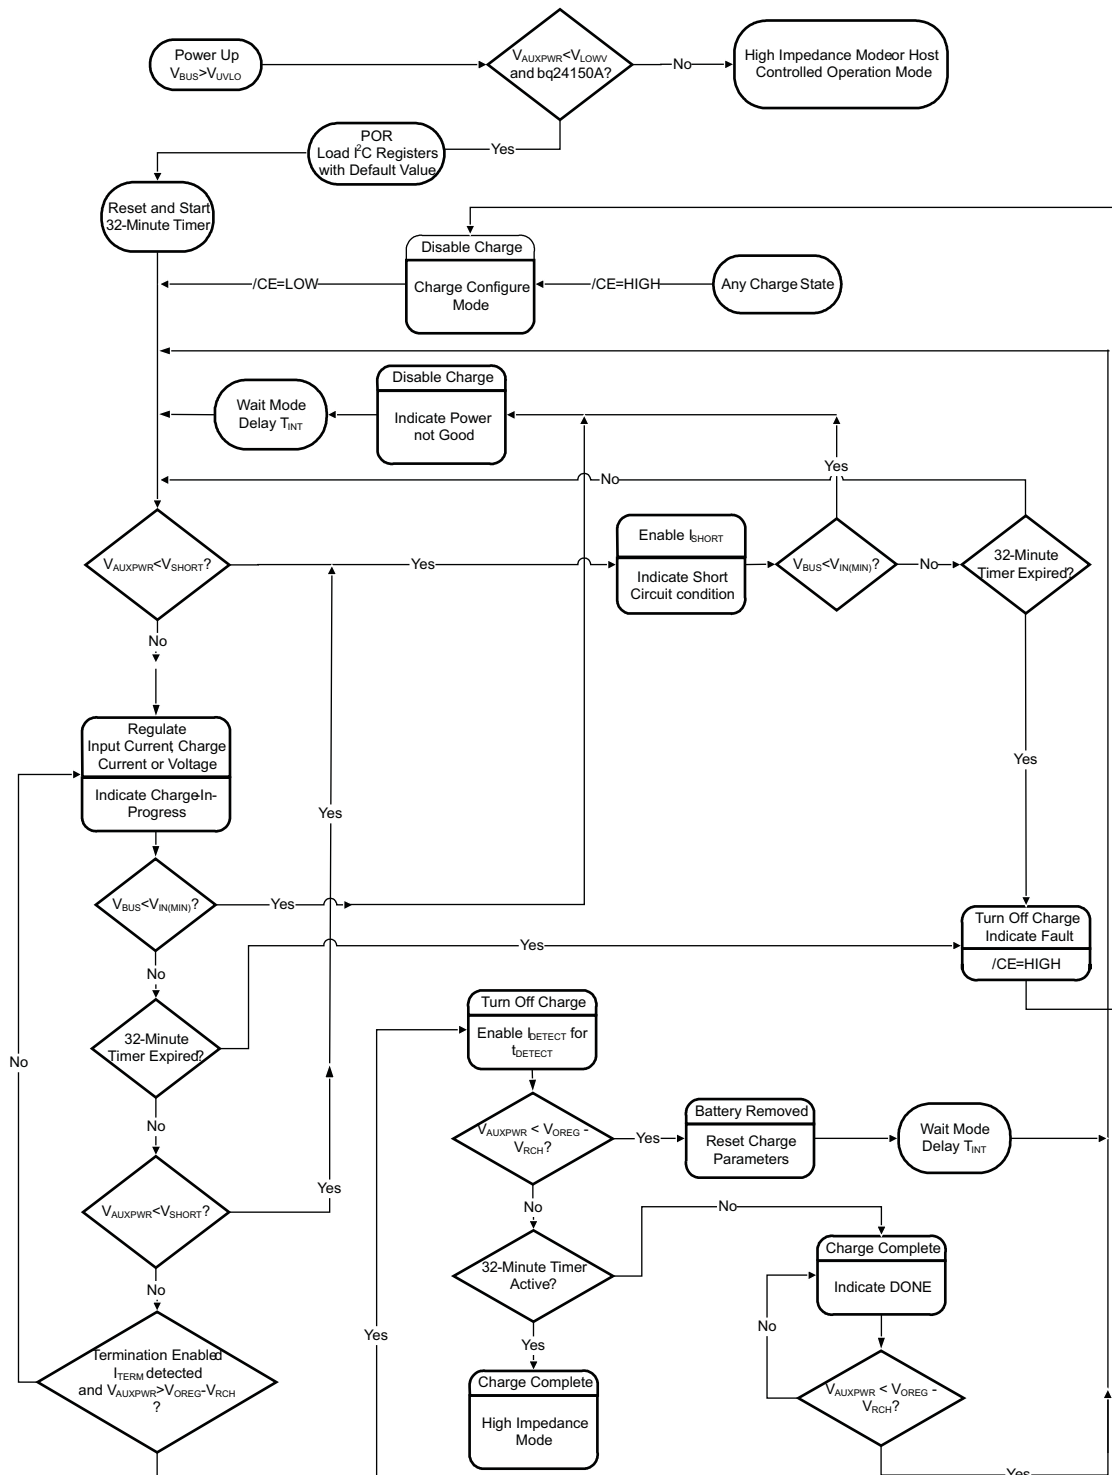 Power Up
VBUS>VUVLO
VAUXPWR<VLOWV
and bq24150A?
No
High Impedance Modeor Host
Controlled Operation Mode
Yes
POR
Load I2C Registers
with Default Value
Reset and Start
32-Minute Timer
Disable Charge
Charge Configure
Mode
/CE=LOW
/CE=HIGH
Any Charge State
Disable Charge
Indicate Power
not Good
Wait Mode
Delay TINT
Yes
No
VAUXPWR<VSHORT?
Yes
Enable ISHORT
Indicate Short
Circuit condition
VBUS<VIN(MIN)?
No
32-Minute
Timer Expired?
No
Regulate
Input Current, Charge
Current or Voltage
Indicate Charge-In-
Progress
Yes
Yes
VBUS<VIN(MIN)?
Yes
Turn Off Charge
Indicate Fault
/CE=HIGH
Yes
No
32-Minute
Timer Expired?
No
Turn Off Charge
Enable IDETECT for
tDETECT
No
VAUXPWR < VOREG -
VRCH?
Yes
Battery Removed
Reset Charge
Parameters
Wait Mode
Delay TINT
VAUXPWR<VSHORT?
Yes
No
No
32-Minute Timer
Active?
Charge Complete
Indicate DONE
No
Yes
No
Yes
Termination Enabled
ITERM detected
and VAUXPWR>VOREG-VRCH
?
Charge Complete
High Impedance
Mode
VAUXPWR < VOREG -
VRCH?
Yes